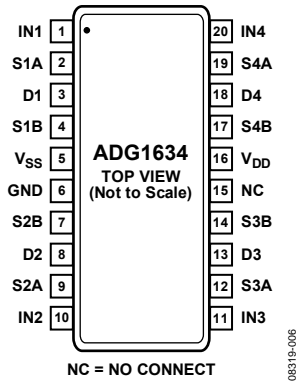 IN1 1 20 IN4
S1A 2 19 S4A
D1 3 18 D4
S1B 4 17 S4B
VSS 5 ADG1634 16 VDD
GND 6 TOP VIEW (Not to Scale) 15 NC
S2B 7 14 S3B
D2 8 13 D3
S2A 9 12 S3A
IN2 10 11 IN3
NC = NO CONNECT
08319-006